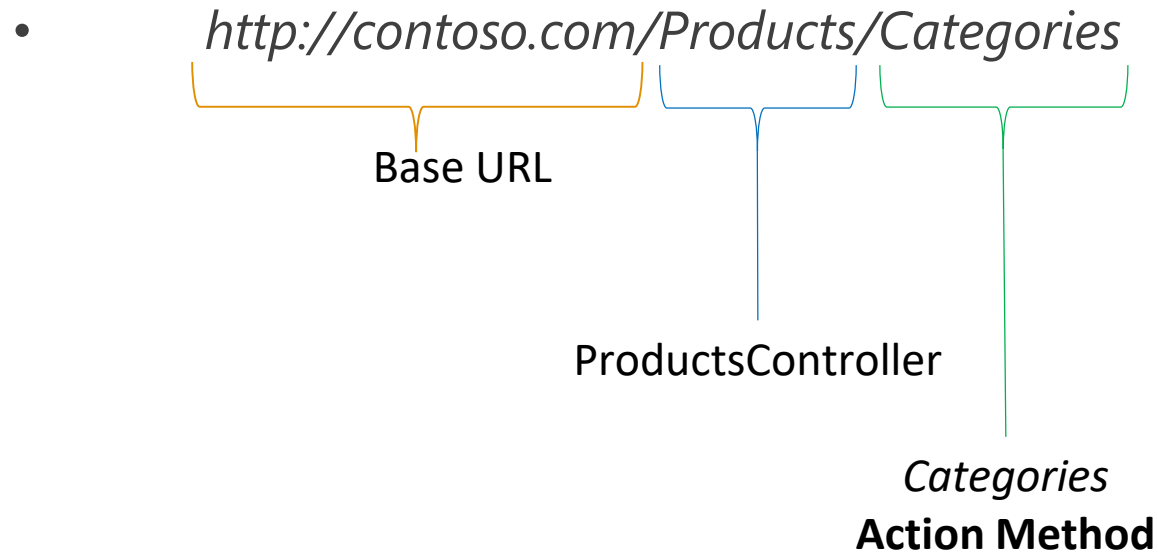 • http://contoso.com/Products/Categories
Base URL
ProductsController
Categories
Action Method